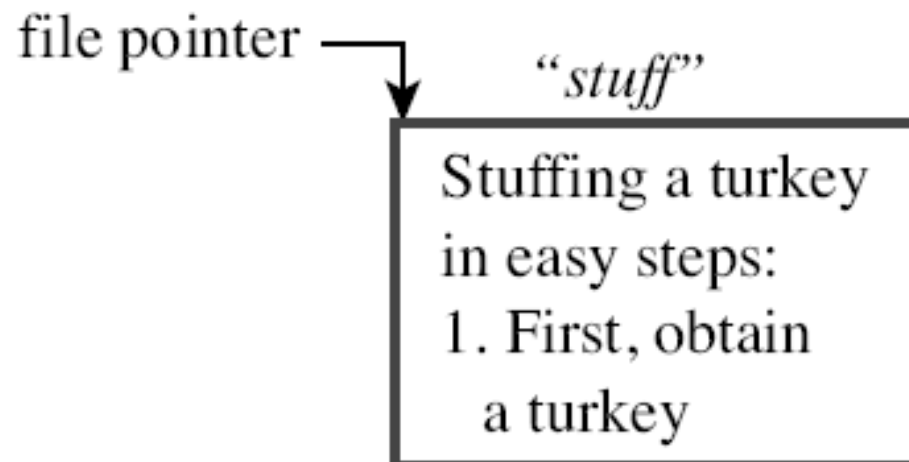 file pointer
“stuff”
Stuffing a turkey
in easy steps:
1. First, obtain
a turkey